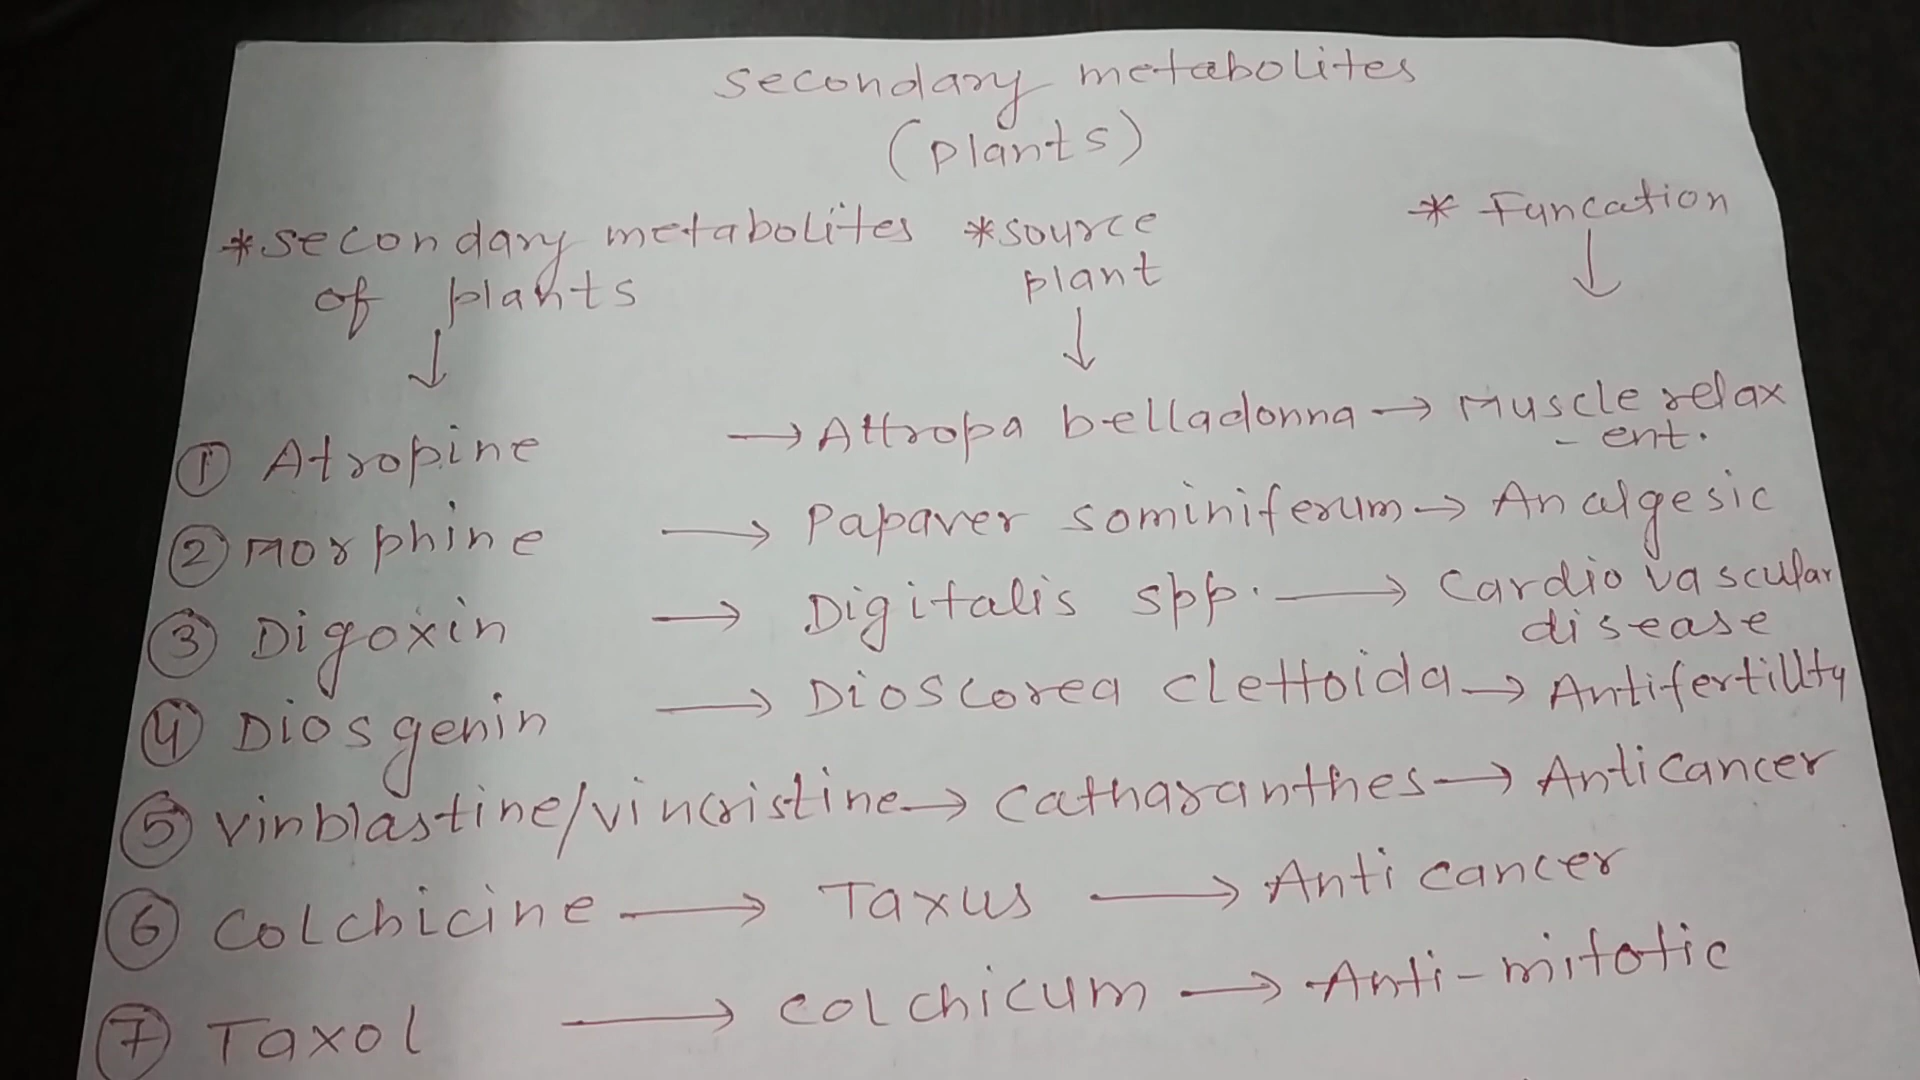 secondary metabolites
(plants)
*secondary metabolites *source * Funcation
of plants plant
↓ ↓ ↓
① Atropine → Attropa belladonna → Muscle relax
- ent.
② Morphine → Papaver sominiferum → Analgesic
③ Digoxin → Digitalis spp. → Cardiovascular
disease
④ Diosgenin → Dioscorea clettoida → Antifertillty
⑤ vinblastine/vincristine → catharanthes → Anticancer
⑥ Colchicine → Taxus → Anti cancer
⑦ Taxol → colchicum → Anti-mitotic